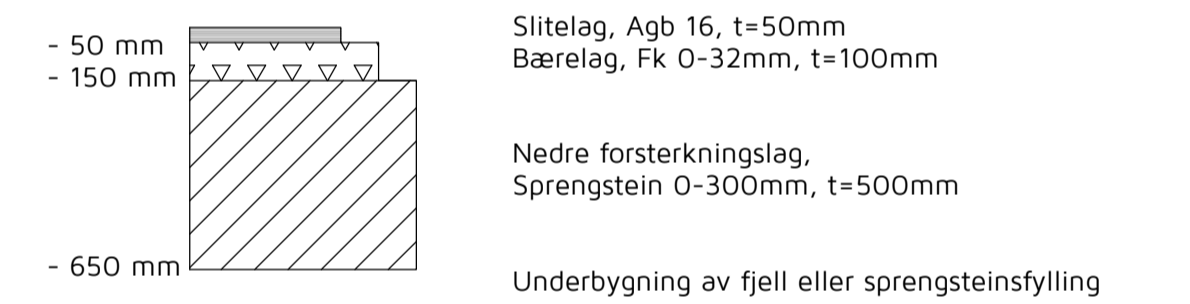 - 50 mm
- 150 mm
- 650 mm
Slitelag, Agb 16, t=50mm
Bærelag, Fk 0-32mm, t=100mm
Nedre forsterkningslag,
Sprengstein 0-300mm, t=500mm
Underbygning av fjell eller sprengsteinsfylling